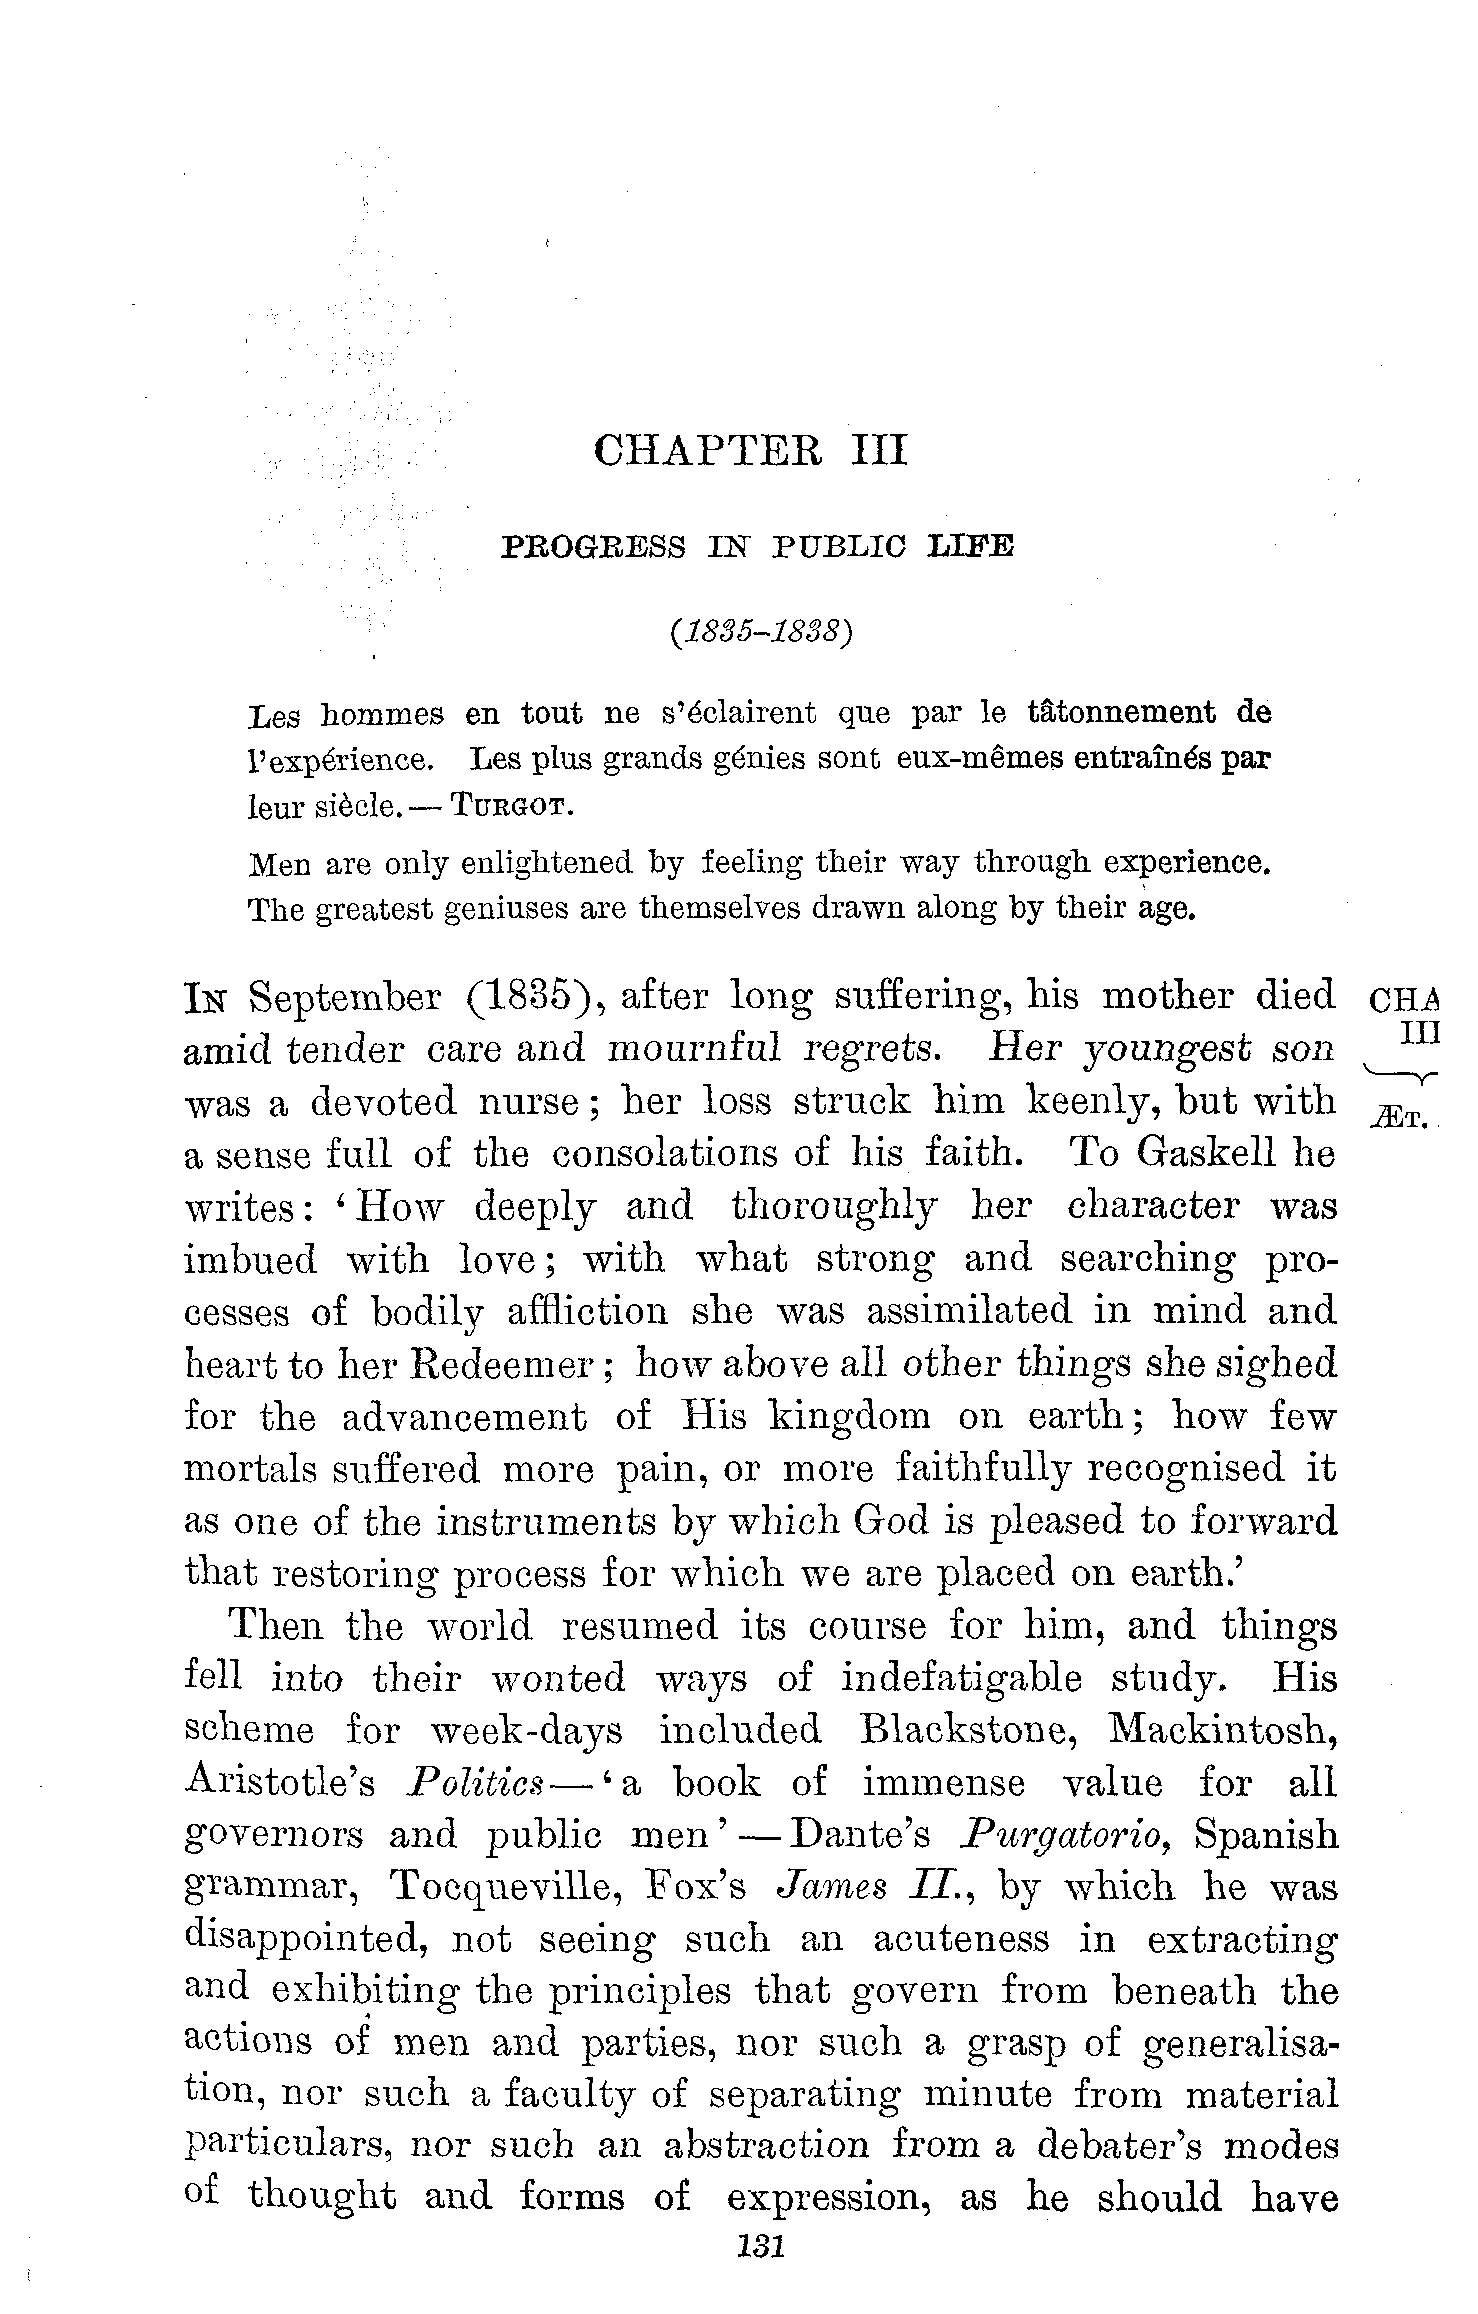 CHAPTER III
PROGRESS IN PUBLIC LIFE
(1835–1838)
Les hommes en tout ne s'éclairent que par le tâtonnement de
l'expérience. Les plus grands génies sont eux-mêmes entraînés par
leur siècle.— TURGOT.
Men are only enlightened by feeling their way through experience.
The greatest geniuses are themselves drawn along by their age.
IN September (1835), after long suffering, his mother died
CHA
amid tender care and mournful regrets. Her youngest son
III
was a devoted nurse; her loss struck him keenly, but with
ÆT.
a sense full of the consolations of his faith. To Gaskell he
writes: 'How deeply and thoroughly her character was
imbued with love; with what strong and searching pro-
cesses of bodily affliction she was assimilated in mind and
heart to her Redeemer; how above all other things she sighed
for the advancement of His kingdom on earth; how few
mortals suffered more pain, or more faithfully recognised it
as one of the instruments by which God is pleased to forward
that restoring process for which we are placed on earth.'
Then the world resumed its course for him, and things
fell into their wonted ways of indefatigable study. His
scheme for week-days included Blackstone, Mackintosh,
Aristotle's Politics—'a book of immense value for all
governors and public men'—Dante's Purgatorio, Spanish
grammar, Tocqueville, Fox's James II., by which he was
disappointed, not seeing such an acuteness in extracting
and exhibiting the principles that govern from beneath the
actions of men and parties, nor such a grasp of generalisa-
tion, nor such a faculty of separating minute from material
particulars, nor such an abstraction from a debater's modes
of thought and forms of expression, as he should have
131